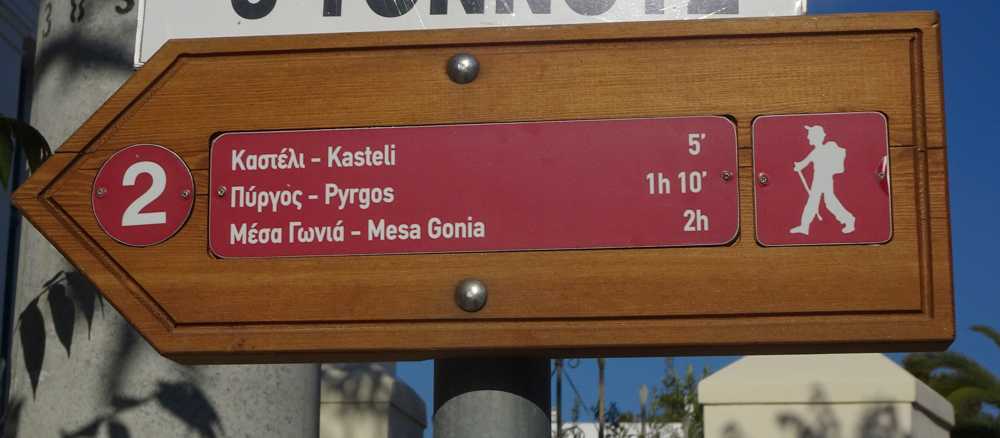 2
Καστέλι - Kasteli 5'
Πύργος - Pyrgos 1h 10'
Μέσα Γωνιά - Mesa Gonia 2h